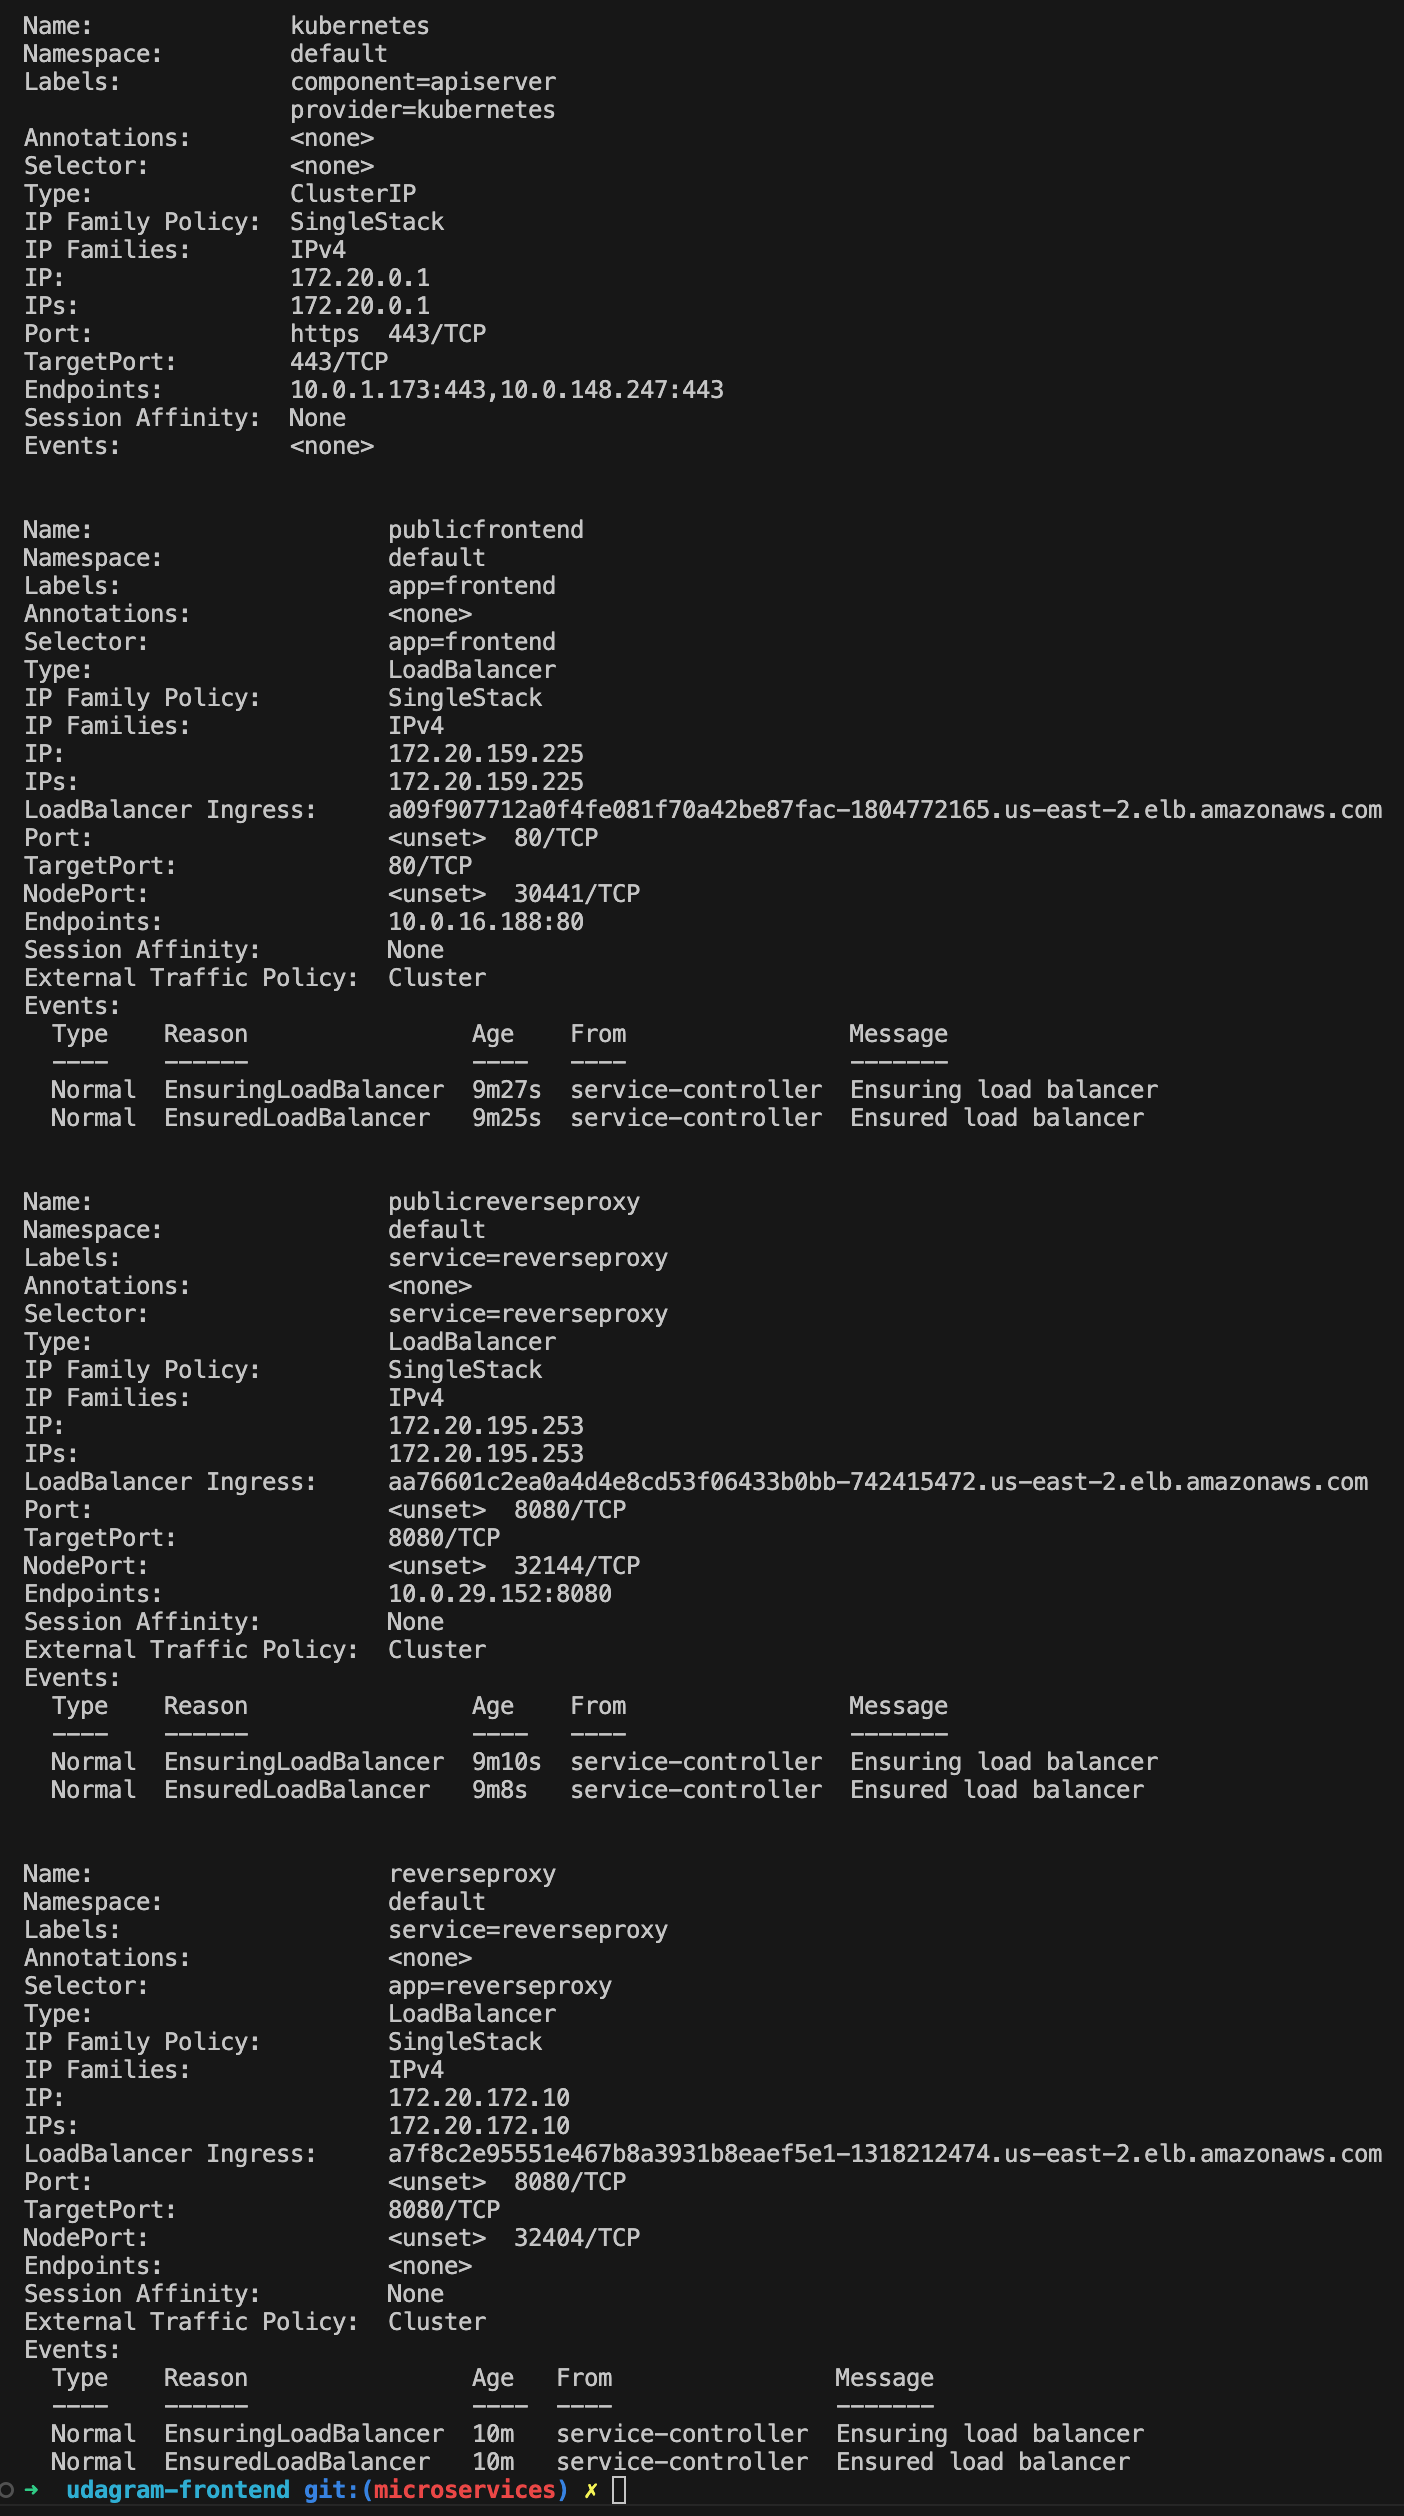 Name:              kubernetes
Namespace:         default
Labels:            component=apiserver
                   provider=kubernetes
Annotations:       <none>
Selector:          <none>
Type:              ClusterIP
IP Family Policy:  SingleStack
IP Families:       IPv4
IP:                172.20.0.1
IPs:               172.20.0.1
Port:              https  443/TCP
TargetPort:        443/TCP
Endpoints:         10.0.1.173:443,10.0.148.247:443
Session Affinity:  None
Events:            <none>
Name:                     publicfrontend
Namespace:                default
Labels:                   app=frontend
Annotations:              <none>
Selector:                 app=frontend
Type:                     LoadBalancer
IP Family Policy:         SingleStack
IP Families:              IPv4
IP:                       172.20.159.225
IPs:                      172.20.159.225
LoadBalancer Ingress:     a09f907712a0f4fe081f70a42be87fac-1804772165.us-east-2.elb.amazonaws.com
Port:                     <unset>  80/TCP
TargetPort:               80/TCP
NodePort:                 <unset>  30441/TCP
Endpoints:                10.0.16.188:80
Session Affinity:         None
External Traffic Policy:  Cluster
Events:
  Type    Reason                Age   From                Message
  ----    ------                ----  ----                -------
  Normal  EnsuringLoadBalancer  9m27s  service-controller  Ensuring load balancer
  Normal  EnsuredLoadBalancer   9m25s  service-controller  Ensured load balancer
Name:                     publicreverseproxy
Namespace:                default
Labels:                   service=reverseproxy
Annotations:              <none>
Selector:                 service=reverseproxy
Type:                     LoadBalancer
IP Family Policy:         SingleStack
IP Families:              IPv4
IP:                       172.20.195.253
IPs:                      172.20.195.253
LoadBalancer Ingress:     aa76601c2ea0a4d4e8cd53f06433b0bb-742415472.us-east-2.elb.amazonaws.com
Port:                     <unset>  8080/TCP
TargetPort:               8080/TCP
NodePort:                 <unset>  32144/TCP
Endpoints:                10.0.29.152:8080
Session Affinity:         None
External Traffic Policy:  Cluster
Events:
  Type    Reason                Age    From                Message
  ----    ------                ----   ----                -------
  Normal  EnsuringLoadBalancer  9m10s  service-controller  Ensuring load balancer
  Normal  EnsuredLoadBalancer   9m8s   service-controller  Ensured load balancer
Name:                     reverseproxy
Namespace:                default
Labels:                   service=reverseproxy
Annotations:              <none>
Selector:                 app=reverseproxy
Type:                     LoadBalancer
IP Family Policy:         SingleStack
IP Families:              IPv4
IP:                       172.20.172.10
IPs:                      172.20.172.10
LoadBalancer Ingress:     a7f8c2e95551e467b8a3931b8eaef5e1-1318212474.us-east-2.elb.amazonaws.com
Port:                     <unset>  8080/TCP
TargetPort:               8080/TCP
NodePort:                 <unset>  32404/TCP
Endpoints:                <none>
Session Affinity:         None
External Traffic Policy:  Cluster
Events:
  Type    Reason                Age   From                Message
  ----    ------                ----  ----                -------
  Normal  EnsuringLoadBalancer  10m   service-controller  Ensuring load balancer
  Normal  EnsuredLoadBalancer   10m   service-controller  Ensured load balancer
➜  udagram-frontend git:(microservices) ✗